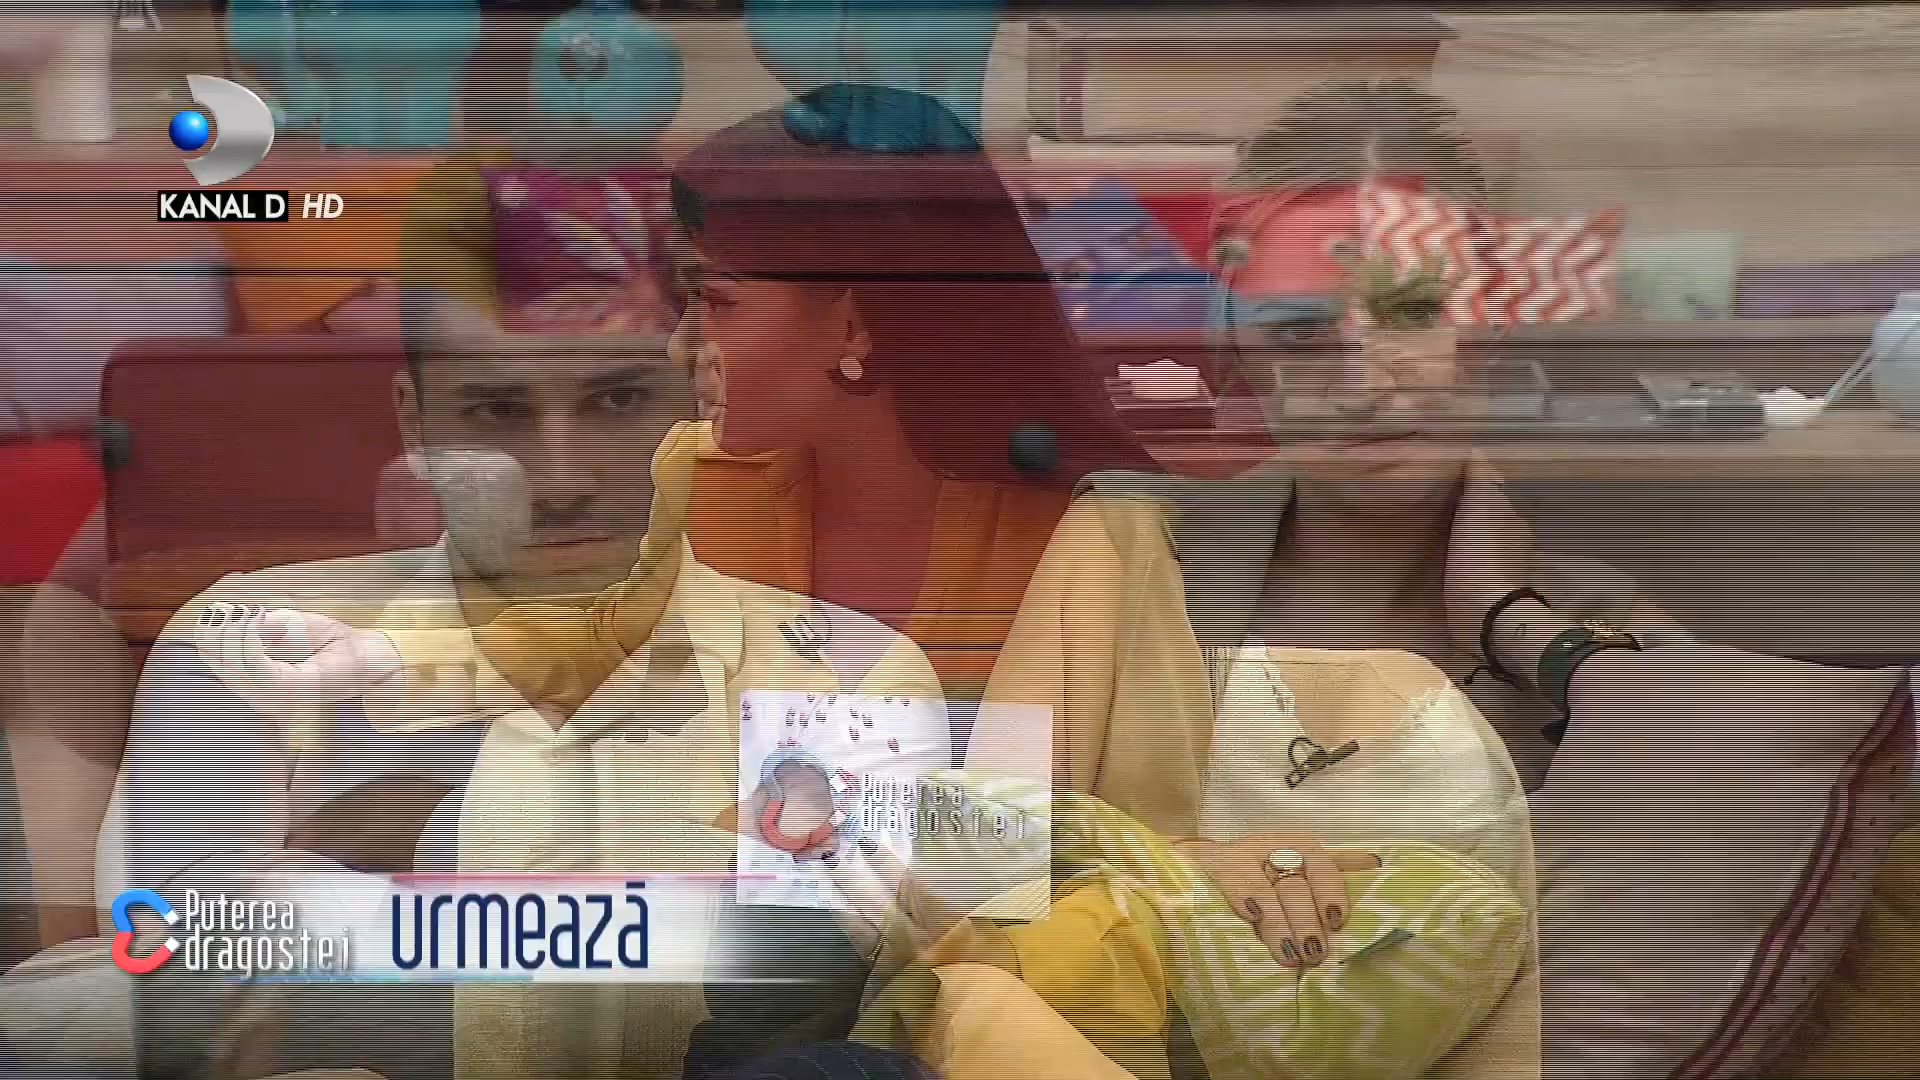 KANAL D HD
Puterea
dragostei
Puterea
dragostei
urmează